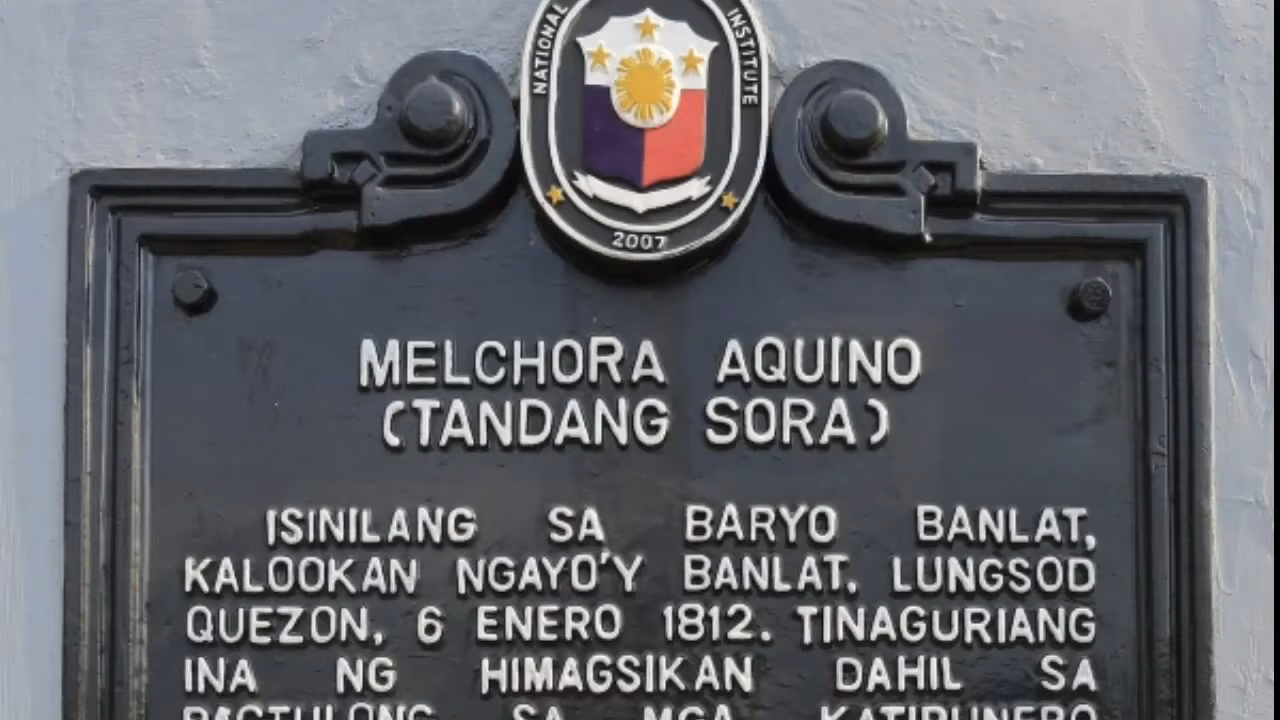 NATIONAL
INSTITUTE
2007
MELCHORA AQUINO
(TANDANG SORA)
ISINILANG SA BARYO BANLAT,
KALOOKAN NGAYO'Y BANLAT, LUNGSOD
QUEZON, 6 ENERO 1812. TINAGURIANG
INA NG HIMAGSIKAN DAHIL SA
PAGTULONG SA MGA KATIPUNERO